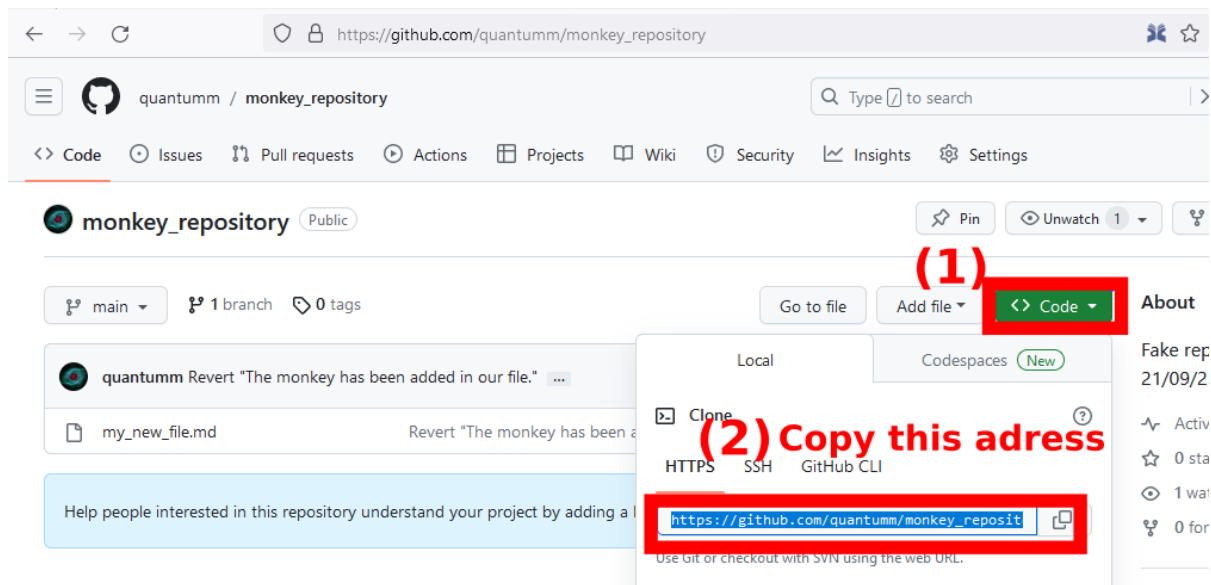 https://github.com/quantumm/monkey_repository
quantumm / monkey_repository
Type / to search
Code Issues Pull requests Actions Projects Wiki Security Insights Settings
monkey_repository Public
Pin Unwatch 1
(1)
main 1 branch 0 tags
Go to file Add file Code
About
Local Codespaces New
Fake rep
21/09/2
quantumm Revert "The monkey has been added in our file." ...
Clone
my_new_file.md Revert "The monkey has been a
(2) Copy this adress
HTTPS SSH GitHub CLI
Activ
0 sta
1 wat
0 for
Help people interested in this repository understand your project by adding a
https://github.com/quantumm/monkey_reposit
Use Git or checkout with SVN using the web URL.